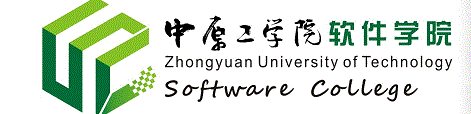 中原工学院软件学院
Zhongyuan University of Technology
Software College